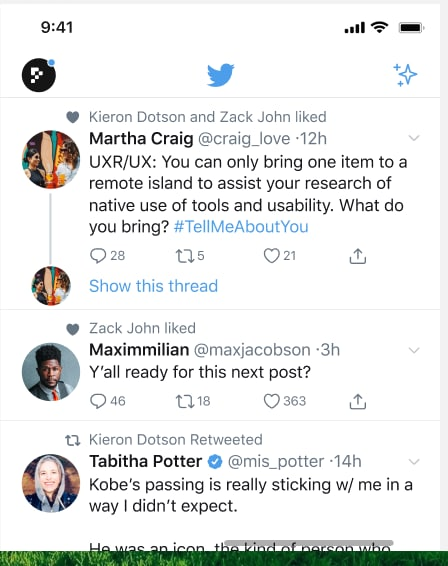 9:41
Kieron Dotson and Zack John liked
Martha Craig @craig_love ·12h
UXR/UX: You can only bring one item to a
remote island to assist your research of
native use of tools and usability. What do
you bring? #TellMeAboutYou
28 5 21
Show this thread
Zack John liked
Maximmilian @maxjacobson ·3h
Y'all ready for this next post?
46 18 363
Kieron Dotson Retweeted
Tabitha Potter @mis_potter ·14h
Kobe's passing is really sticking w/ me in a
way I didn't expect.
He was an icon, the kind of person who